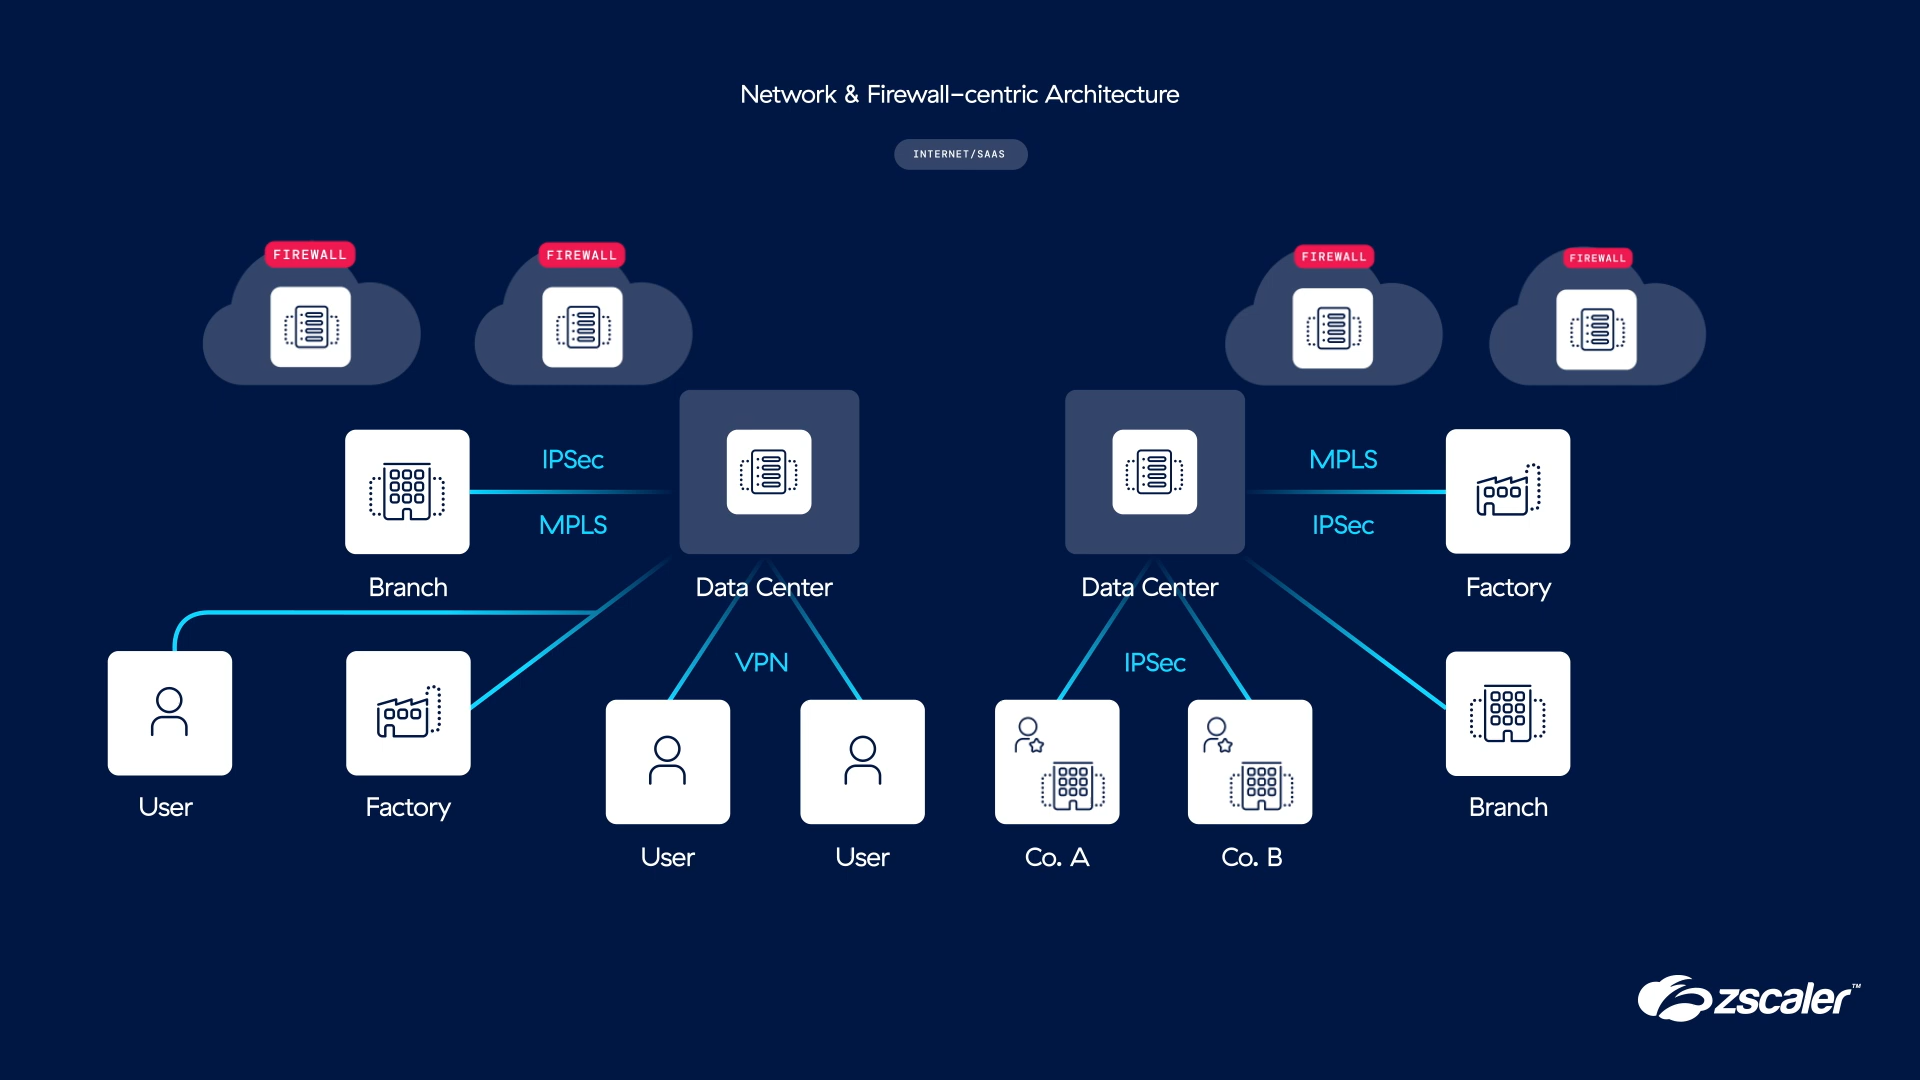 Network & Firewall-centric Architecture
INTERNET/SAAS
FIREWALL
FIREWALL
FIREWALL
FIREWALL
IPSec
MPLS
MPLS
IPSec
Branch
Data Center
Data Center
Factory
VPN
IPSec
User
Factory
Branch
User
User
Co. A
Co. B
zscaler™